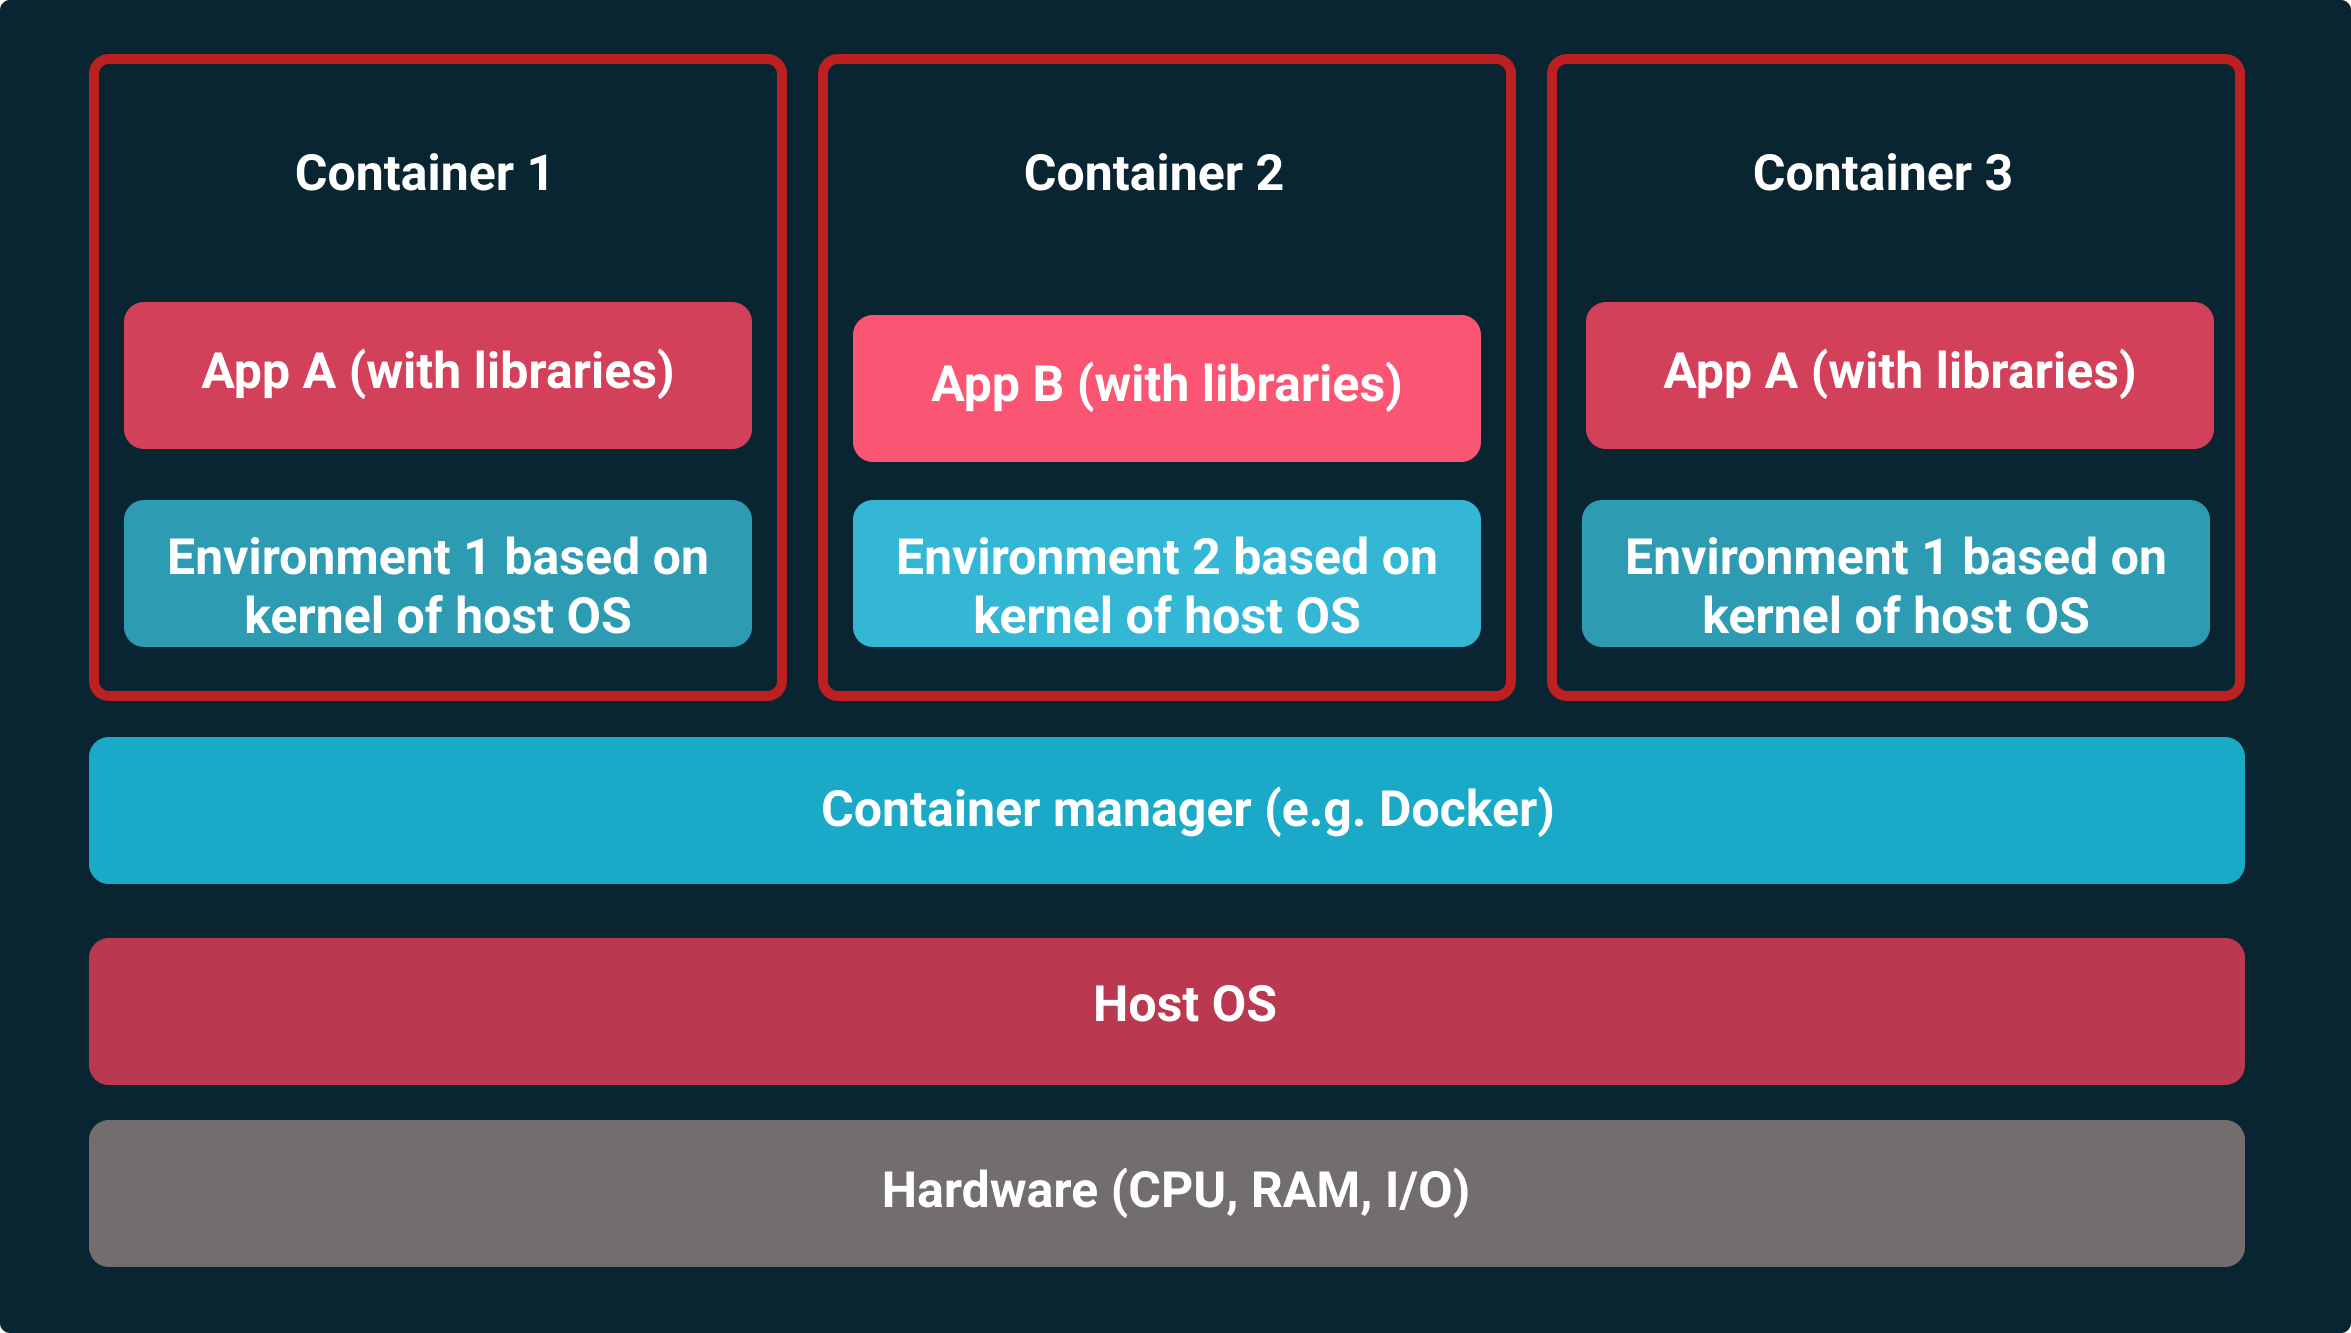 Container 1
Container 2
Container 3
App A (with libraries)
App B (with libraries)
App A (with libraries)
Environment 1 based on
kernel of host OS
Environment 2 based on
kernel of host OS
Environment 1 based on
kernel of host OS
Container manager (e.g. Docker)
Host OS
Hardware (CPU, RAM, I/O)